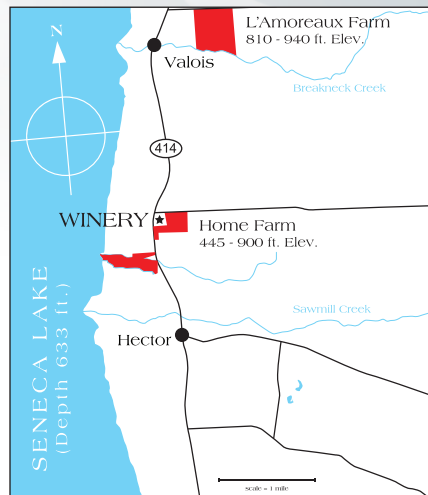 L'Amoreaux Farm
810 - 940 ft. Elev.
N
Valois
Breakneck Creek
414
WINERY
Home Farm
445 - 900 ft. Elev.
SENECA LAKE
(Depth 633 ft.)
Sawmill Creek
Hector
scale = 1 mile